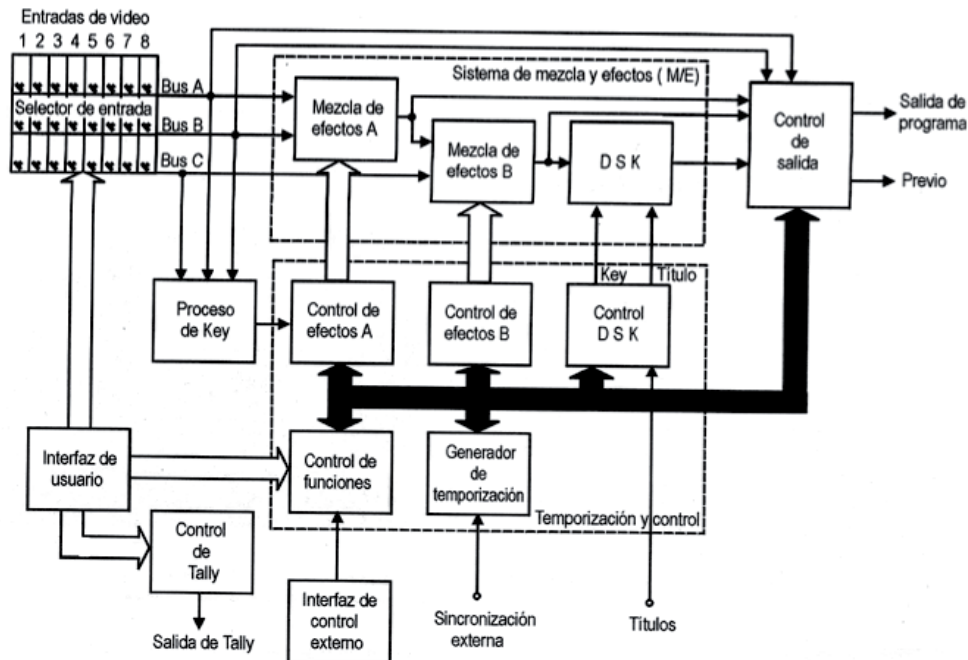 Entradas de video
1 2 3 4 5 6 7 8
Bus A
Selector de entrada
Bus B
Bus C
Sistema de mezcla y efectos ( M/E)
Mezcla de
efectos A
Mezcla de
efectos B
D S K
Control
de
salida
Salida de
programa
Previo
Key
Título
Proceso
de Key
Control de
efectos A
Control de
efectos B
Control
D S K
Interfaz de
usuario
Control de
funciones
Generador
de
temporización
Temporización y control
Control
de
Tally
Salida de Tally
Interfaz de
control
externo
Sincronización
externa
Títulos